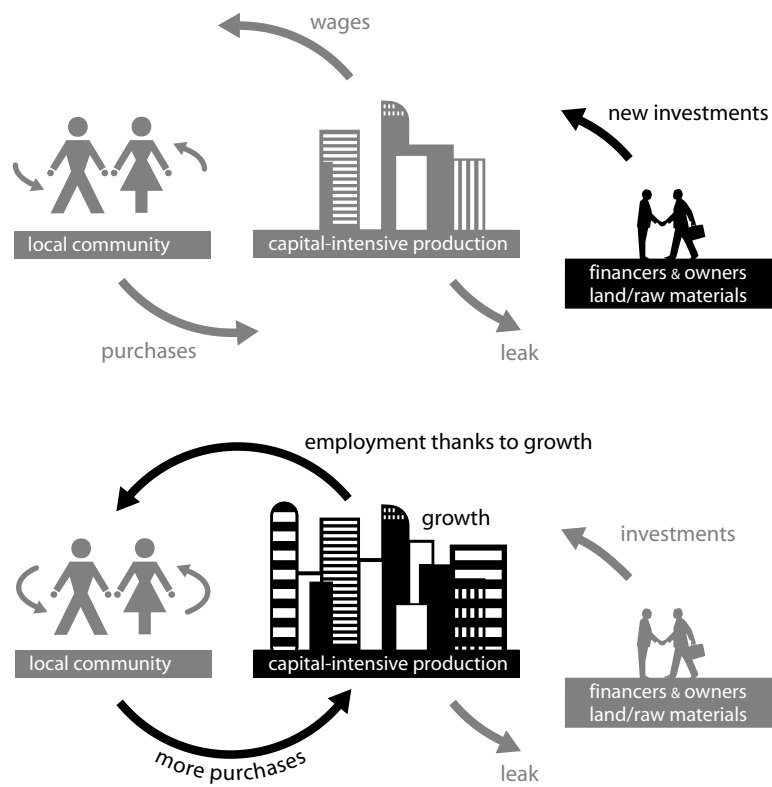 wages
new investments
local community
capital-intensive production
financers & owners
land/raw materials
purchases
leak
employment thanks to growth
growth
investments
local community
capital-intensive production
financers & owners
land/raw materials
more purchases
leak